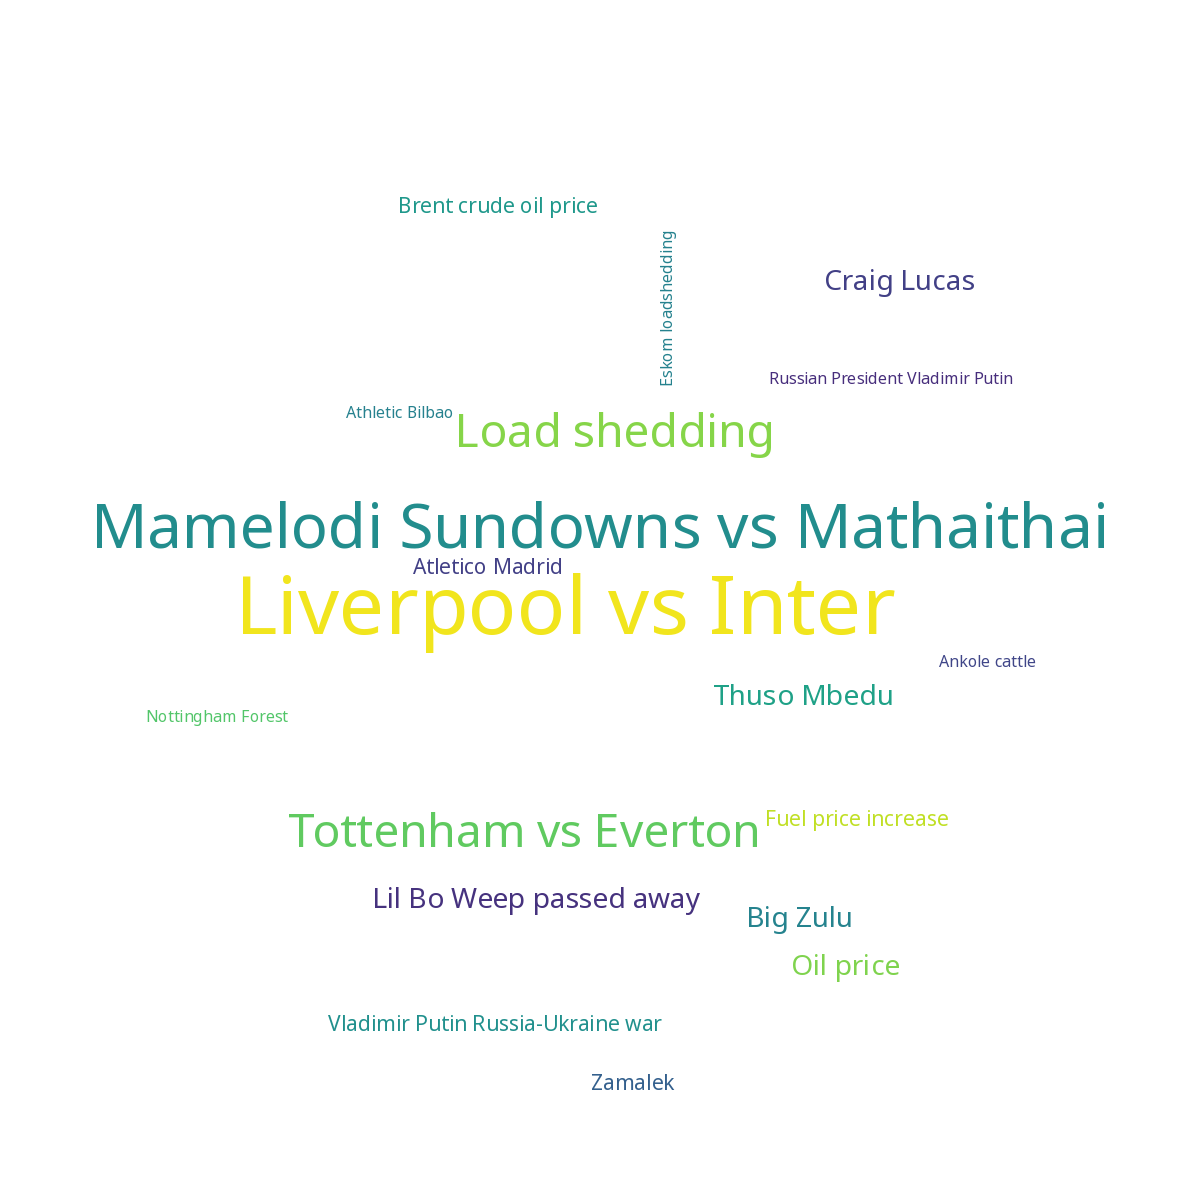 Brent crude oil price
Eskom loadshedding
Craig Lucas
Russian President Vladimir Putin
Athletic Bilbao
Load shedding
Mamelodi Sundowns vs Mathaithai
Atletico Madrid
Liverpool vs Inter
Ankole cattle
Thuso Mbedu
Nottingham Forest
Tottenham vs Everton
Fuel price increase
Lil Bo Weep passed away
Big Zulu
Oil price
Vladimir Putin Russia-Ukraine war
Zamalek